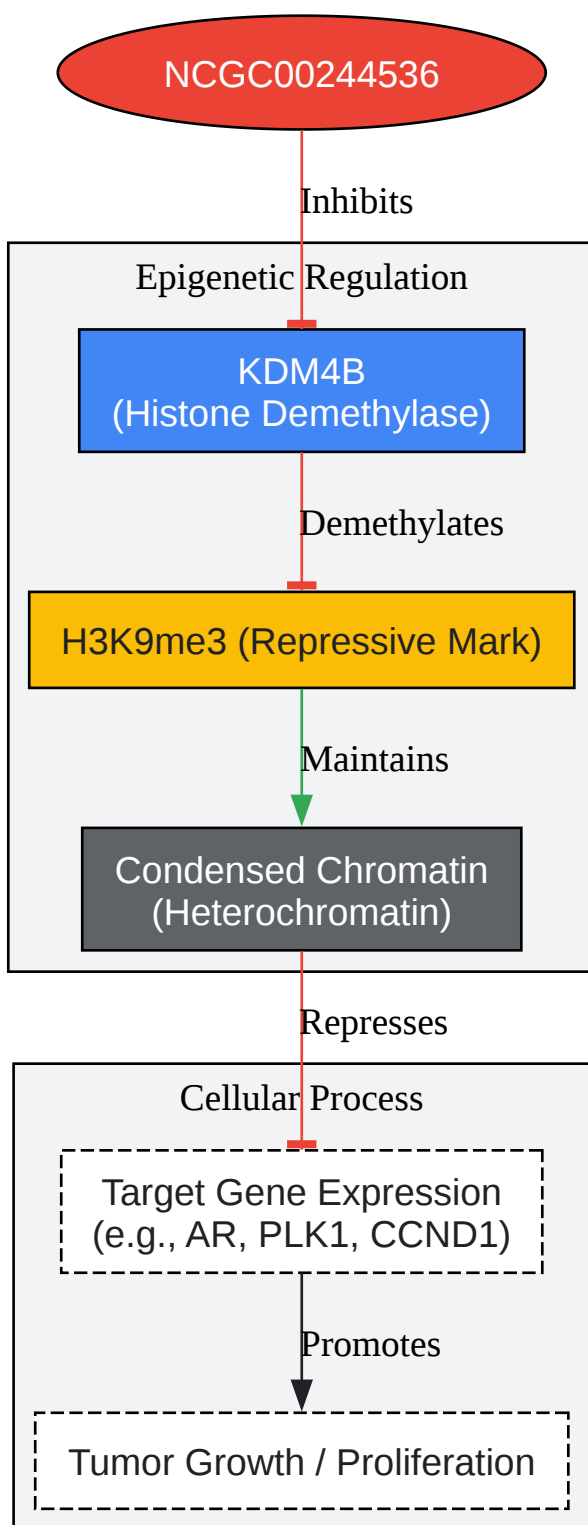 NCGC00244536
Inhibits
Epigenetic Regulation
KDM4B
(Histone Demethylase)
Demethylates
H3K9me3 (Repressive Mark)
Maintains
Condensed Chromatin
(Heterochromatin)
Represses
Cellular Process
Target Gene Expression
(e.g., AR, PLK1, CCND1)
Promotes
Tumor Growth / Proliferation